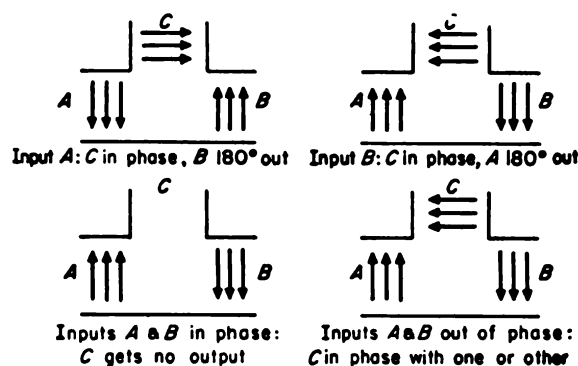 C
A
B
Input A: C in phase, B 180° out
C
A
B
Input B: C in phase, A 180° out
C
A
B
Inputs A & B in phase:
C gets no output
C
A
B
Inputs A & B out of phase:
C in phase with one or other